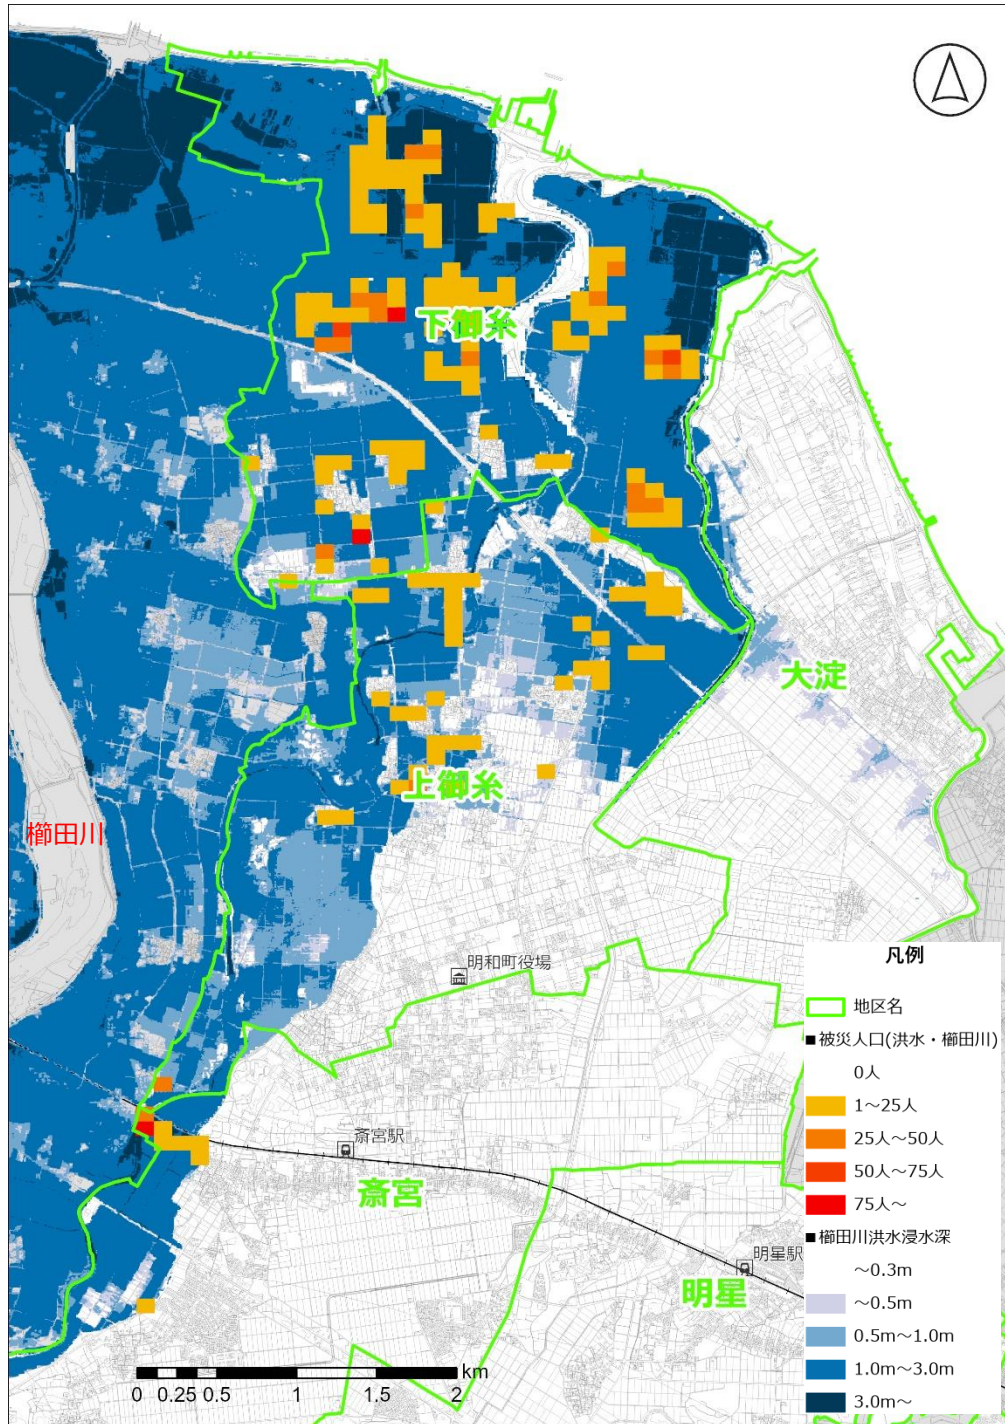 下御糸
大淀
上御糸
櫛田川
明和町役場
斎宮駅
斎宮
明星駅
明星
凡例
地区名
■被災人口(洪水・櫛田川)
0人
1～25人
25人～50人
50人～75人
75人～
■櫛田川洪水浸水深
～0.3m
～0.5m
0.5m～1.0m
1.0m～3.0m
3.0m～
km
0 0.25 0.5 1 1.5 2